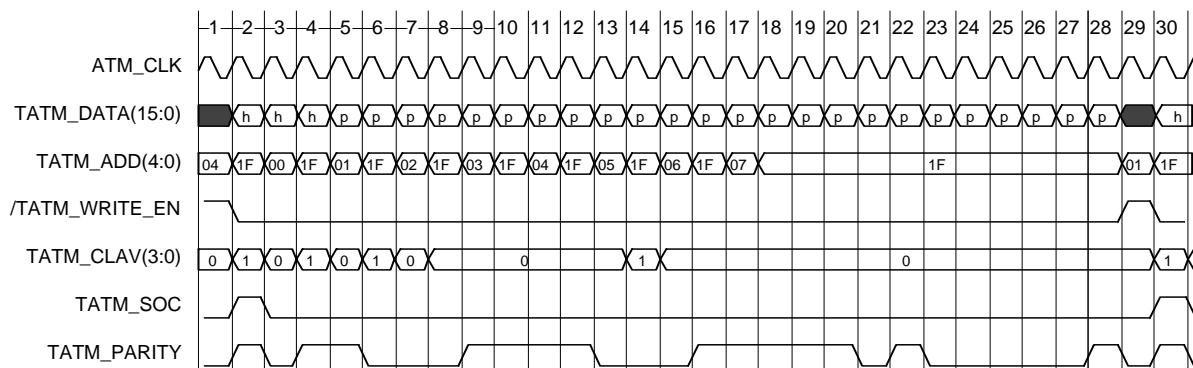 1 2 3 4 5 6 7 8 9 10 11 12 13 14 15 16 17 18 19 20 21 22 23 24 25 26 27 28 29 30
ATM_CLK
TATM_DATA(15:0) h h h p p p p p p p p p p p p p p p p p p p p p p p p h
TATM_ADD(4:0) 04 1F 00 1F 01 1F 02 1F 03 1F 04 1F 05 1F 06 1F 07 1F 01 1F
/TATM_WRITE_EN
TATM_CLAV(3:0) 0 1 0 1 0 1 0 0 1 0 1
TATM_SOC
TATM_PARITY